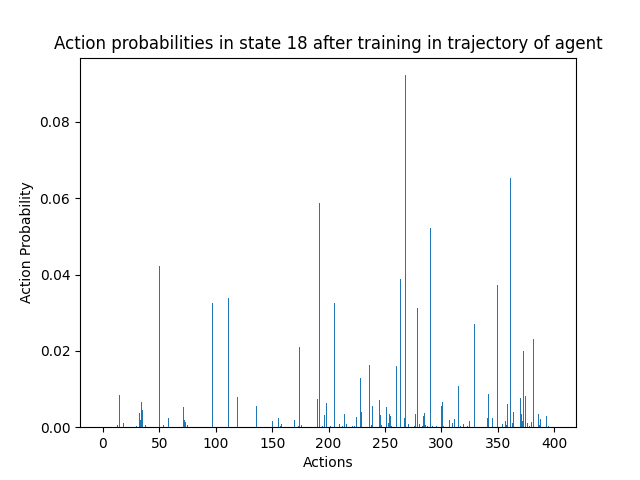 Action probabilities in state 18 after training in trajectory of agent
0.08
0.06
0.04
0.02
0.00
Action Probability
0 50 100 150 200 250 300 350 400
Actions